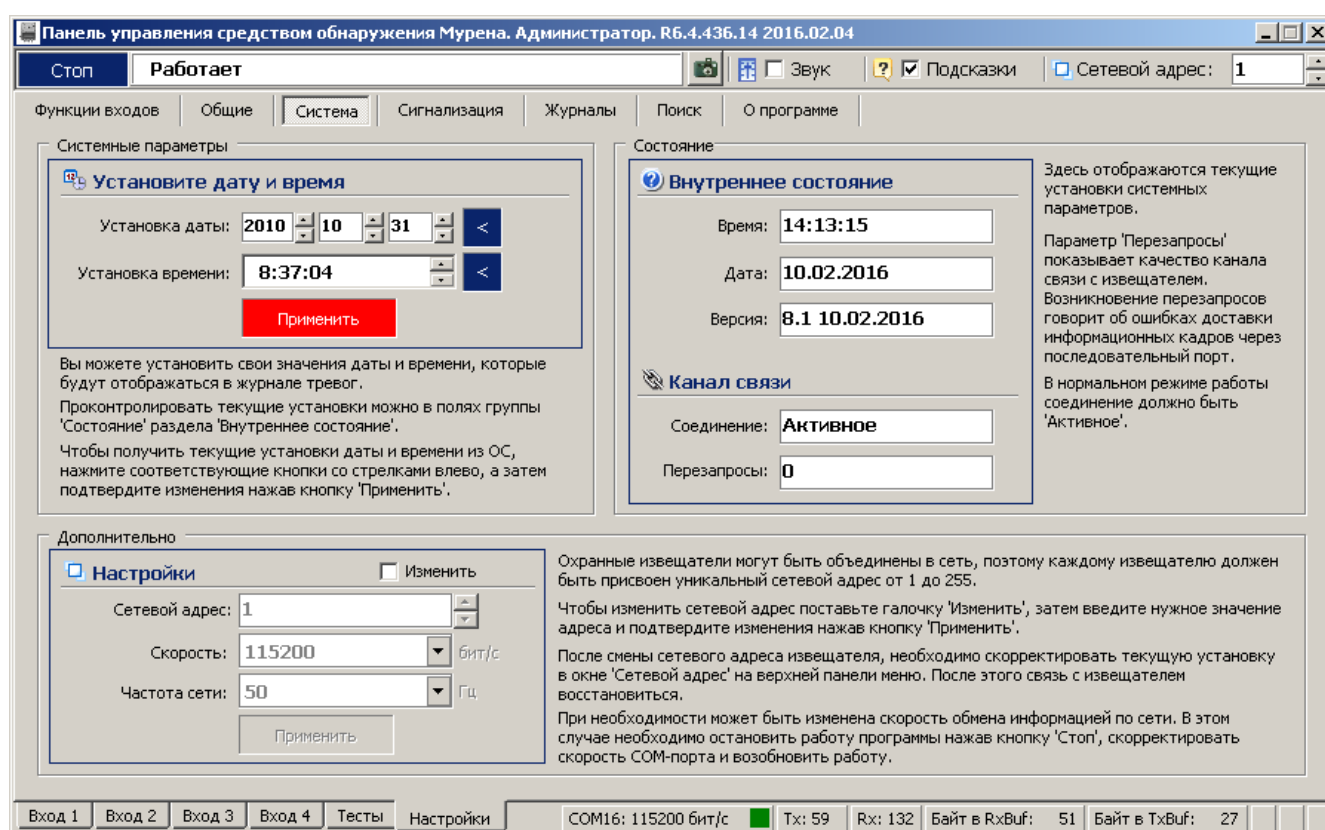 Панель управления средством обнаружения Мурена. Администратор. R6.4.436.14 2016.02.04
Стоп Работает Звук Подсказки Сетевой адрес: 1
Функции входов Общие Система Сигнализация Журналы Поиск О программе
Системные параметры
Установите дату и время
Установка даты: 2010 10 31 <
Установка времени: 8:37:04 <
Применить
Вы можете установить свои значения даты и времени, которые
будут отображаться в журнале тревог.
Проконтролировать текущие установки можно в полях группы
'Состояние' раздела 'Внутреннее состояние'.
Чтобы получить текущие установки даты и времени из ОС,
нажмите соответствующие кнопки со стрелками влево, а затем
подтвердите изменения нажав кнопку 'Применить'.
Состояние
Внутреннее состояние
Время: 14:13:15
Дата: 10.02.2016
Версия: 8.1 10.02.2016
Канал связи
Соединение: Активное
Перезапросы: 0
Здесь отображаются текущие
установки системных
параметров.
Параметр 'Перезапросы'
показывает качество канала
связи с извещателем.
Возникновение перезапросов
говорит об ошибках доставки
информационных кадров через
последовательный порт.
В нормальном режиме работы
соединение должно быть
'Активное'.
Дополнительно
Настройки Изменить
Сетевой адрес: 1
Скорость: 115200 бит/с
Частота сети: 50 Гц
Применить
Охранные извещатели могут быть объединены в сеть, поэтому каждому извещателю должен
быть присвоен уникальный сетевой адрес от 1 до 255.
Чтобы изменить сетевой адрес поставьте галочку 'Изменить', затем введите нужное значение
адреса и подтвердите изменения нажав кнопку 'Применить'.
После смены сетевого адреса извещателя, необходимо скорректировать текущую установку
в окне 'Сетевой адрес' на верхней панели меню. После этого связь с извещателем
восстановиться.
При необходимости может быть изменена скорость обмена информацией по сети. В этом
случае необходимо остановить работу программы нажав кнопку 'Стоп', скорректировать
скорость COM-порта и возобновить работу.
Вход 1 Вход 2 Вход 3 Вход 4 Тесты Настройки COM16: 115200 бит/с Tx: 59 Rx: 132 Байт в RxBuf: 51 Байт в TxBuf: 27